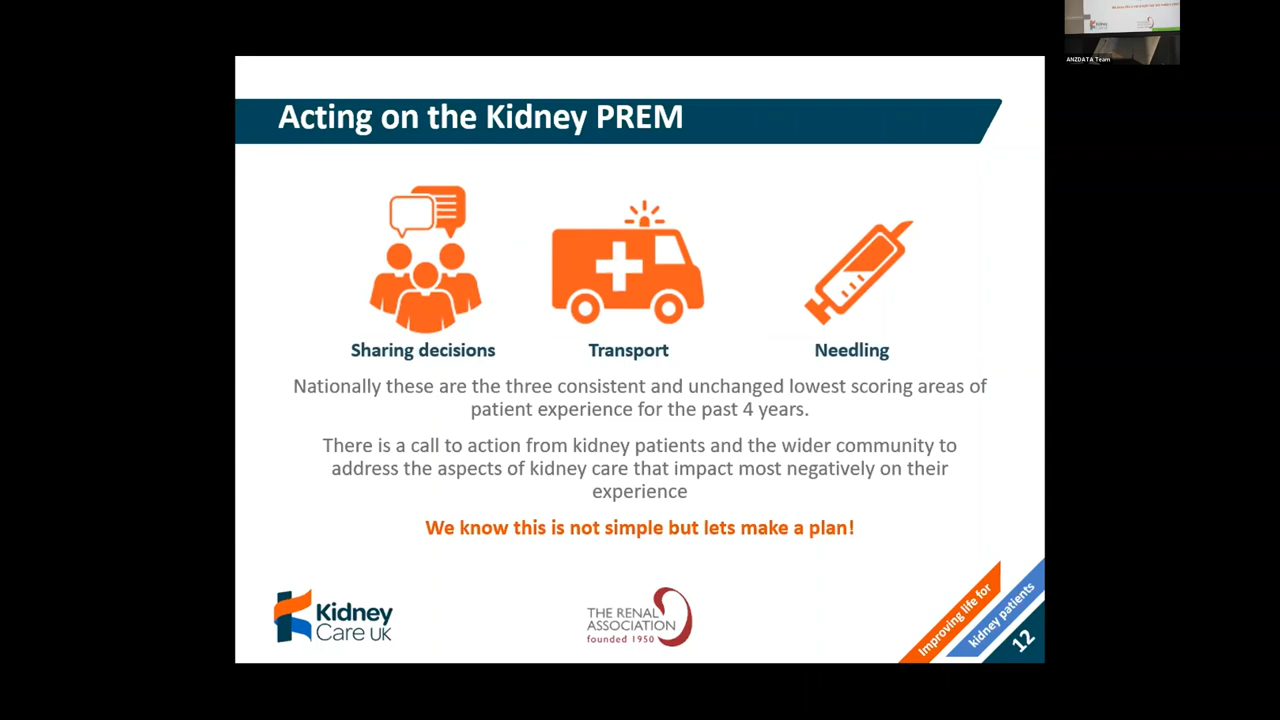 Acting on the Kidney PREM
Sharing decisions
Transport
Needling
Nationally these are the three consistent and unchanged lowest scoring areas of
patient experience for the past 4 years.
There is a call to action from kidney patients and the wider community to
address the aspects of kidney care that impact most negatively on their
experience
We know this is not simple but lets make a plan!
Kidney
Care UK
THE RENAL
ASSOCIATION
founded 1950
Improving life for
kidney patients
12
ANZDATA Team